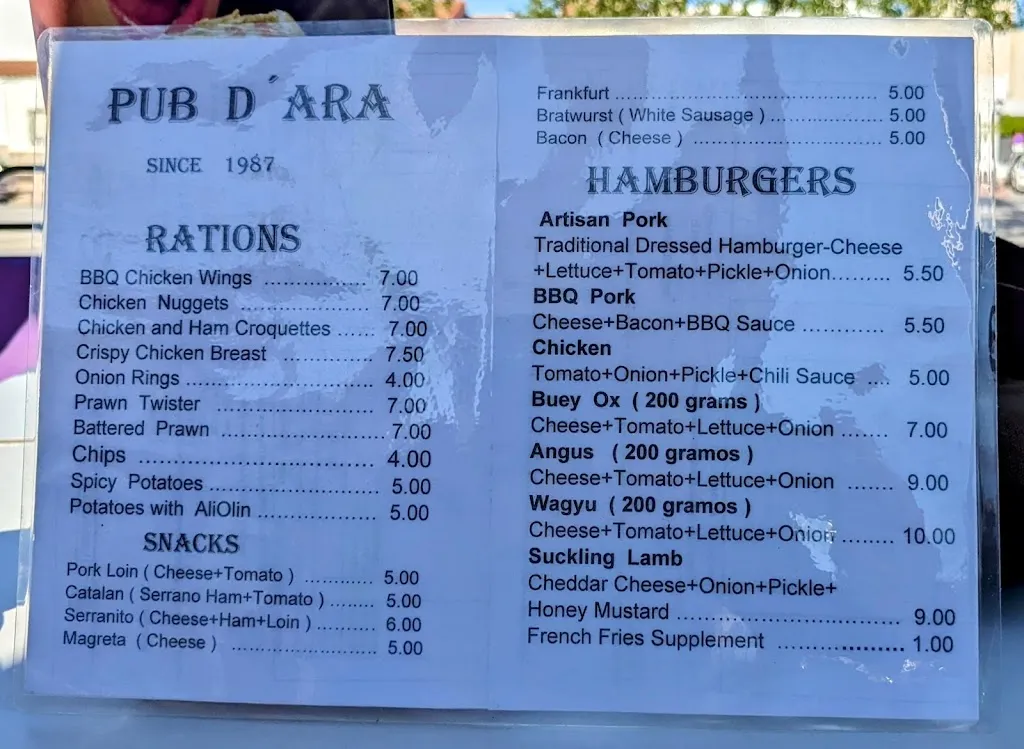 PUB D´ARA
SINCE 1987
RATIONS
BBQ Chicken Wings .................... 7.00
Chicken Nuggets ......................... 7.00
Chicken and Ham Croquettes ...... 7.00
Crispy Chicken Breast ................. 7.50
Onion Rings .................................. 4.00
Prawn Twister ............................. 7.00
Battered Prawn .............................. 7.00
Chips ........................................... 4.00
Spicy Potatoes ............................... 5.00
Potatoes with AliOlin ..................... 5.00
SNACKS
Pork Loin ( Cheese+Tomato ) ............ 5.00
Catalan ( Serrano Ham+Tomato ) ........ 5.00
Serranito ( Cheese+Ham+Loin ) .......... 6.00
Magreta ( Cheese ) .......................... 5.00
Frankfurt ................................................ 5.00
Bratwurst ( White Sausage ) .................... 5.00
Bacon ( Cheese ) .................................. 5.00
HAMBURGERS
Artisan Pork
Traditional Dressed Hamburger-Cheese
+Lettuce+Tomato+Pickle+Onion......... 5.50
BBQ Pork
Cheese+Bacon+BBQ Sauce ............ 5.50
Chicken
Tomato+Onion+Pickle+Chili Sauce .... 5.00
Buey Ox ( 200 grams )
Cheese+Tomato+Lettuce+Onion ....... 7.00
Angus ( 200 gramos )
Cheese+Tomato+Lettuce+Onion ....... 9.00
Wagyu ( 200 gramos )
Cheese+Tomato+Lettuce+Onion ........ 10.00
Suckling Lamb
Cheddar Cheese+Onion+Pickle+
Honey Mustard .................................. 9.00
French Fries Supplement ..................... 1.00